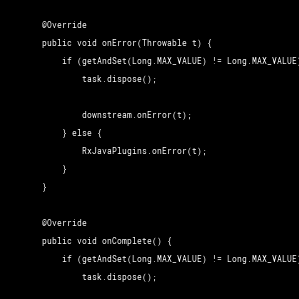 @Override
public void onError(Throwable t) {
if (getAndSet(Long.MAX_VALUE) != Long.MAX_VALUE)
task.dispose();
downstream.onError(t);
} else {
RxJavaPlugins.onError(t);
}
}
@Override
public void onComplete() {
if (getAndSet(Long.MAX_VALUE) != Long.MAX_VALUE)
task.dispose();